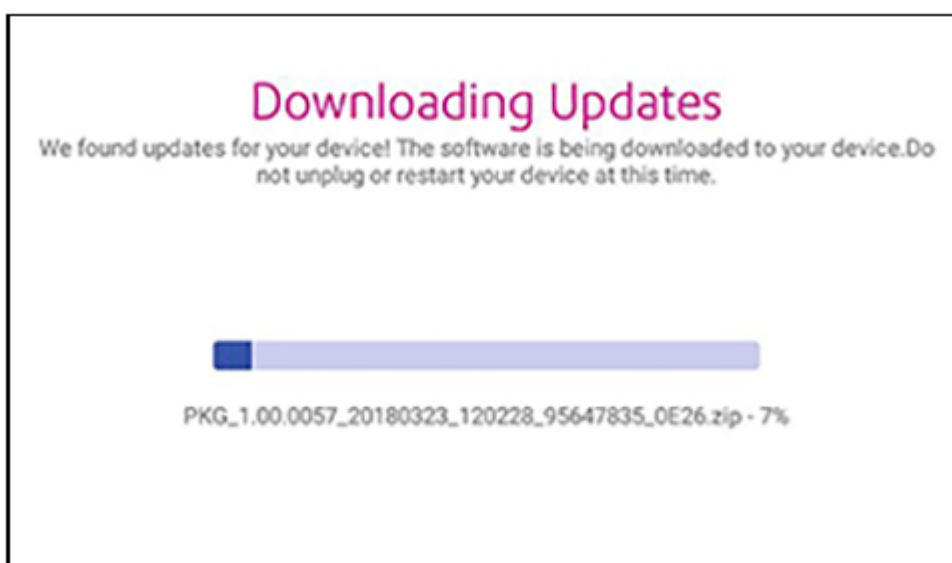 Downloading Updates
We found updates for your device! The software is being downloaded to your device.Do
not unplug or restart your device at this time.
PKG_1.00.0057_20180323_120228_95647835_0E26.zip - 7%